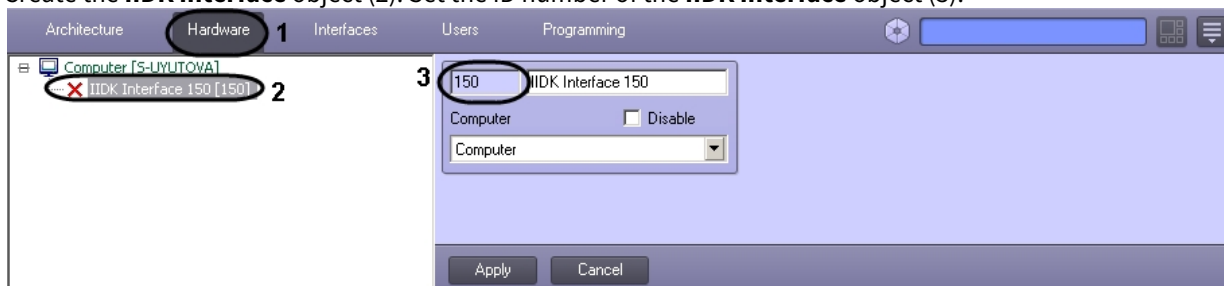 Create the IIDK Interface object (2). Set the ID number of the IIDK Interface object (3).
Architecture Hardware 1 Interfaces Users Programming
Computer [S-UYUTOVA]
IIDK Interface 150 [150] 2
3 150 IIDK Interface 150
Computer Disable
Computer
Apply Cancel